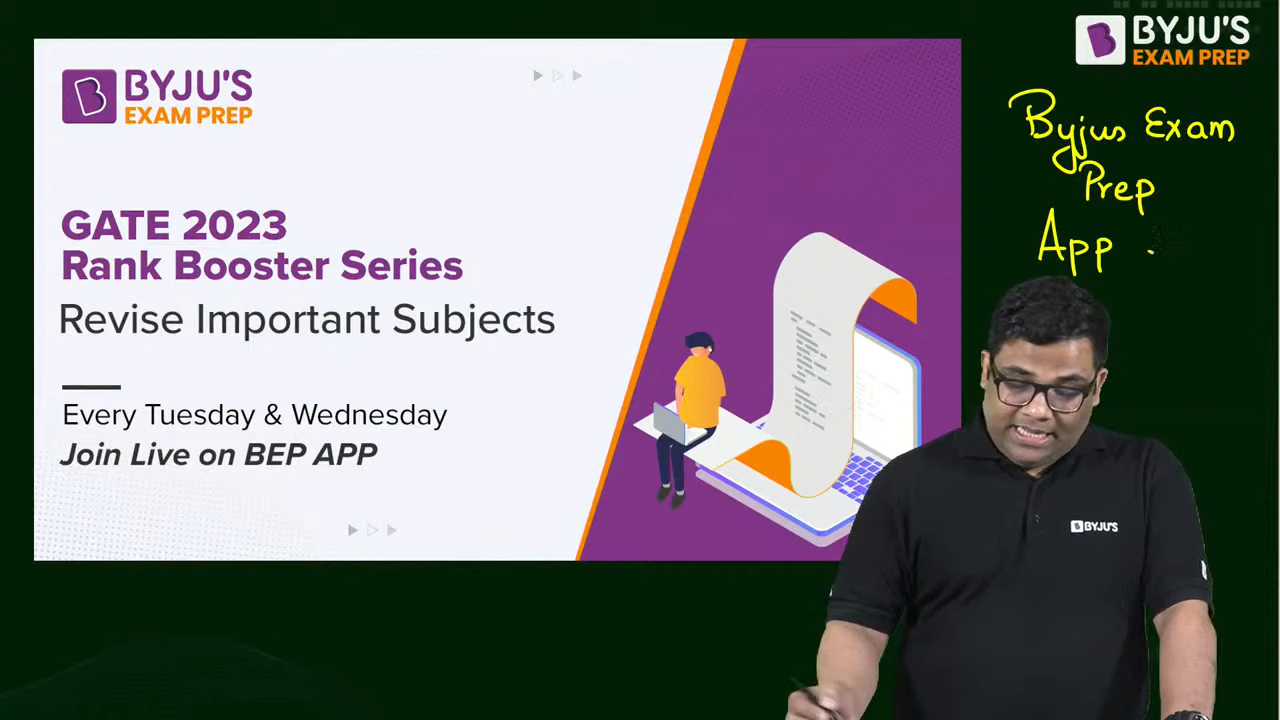 BYJU'S
EXAM PREP
GATE 2023
Rank Booster Series
Revise Important Subjects
Every Tuesday & Wednesday
Join Live on BEP APP
BYJU'S
EXAM PREP
Byjus Exam
Prep
App .
BYJU'S